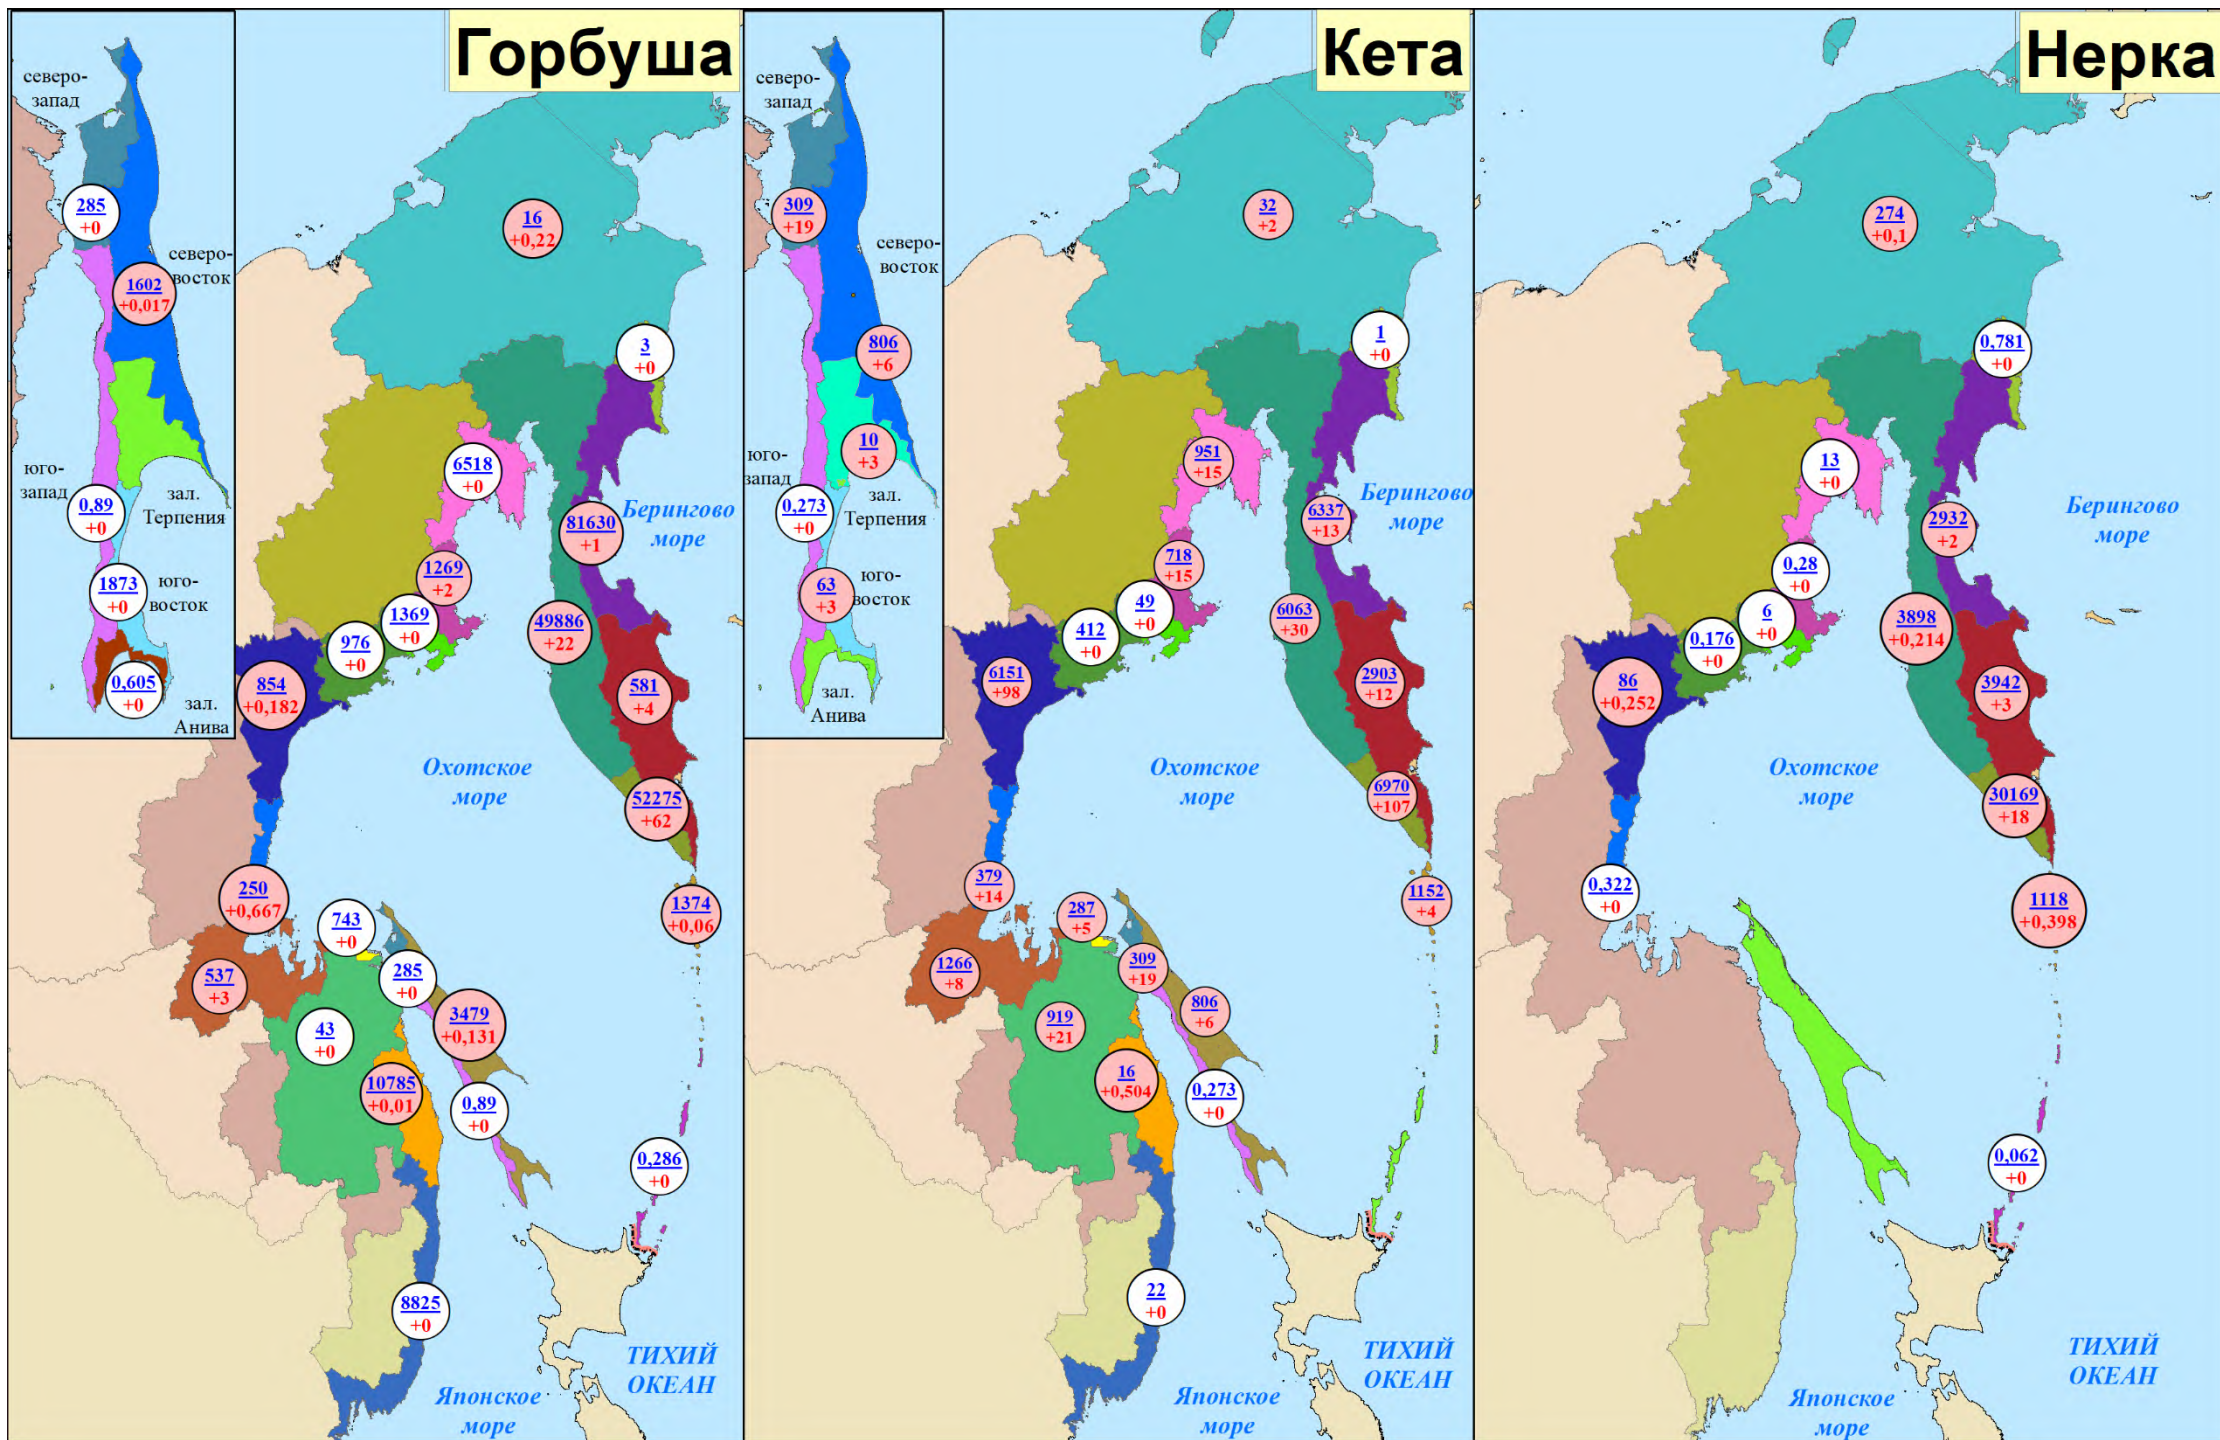 Горбуша
северо-
запад
285
+0
северо-
восток
1602
+0,017
юго-
запад
0,89
+0
зал.
Терпения
1873
+0
юго-
восток
0,605
+0
зал.
Анива
16
+0,22
3
+0
6518
+0
81630
+1
Берингово
море
1269
+2
1369
+0
976
+0
49886
+22
854
+0,182
581
+4
Охотское
море
52275
+62
250
+0,667
743
+0
1374
+0,06
537
+3
285
+0
43
+0
3479
+0,131
10785
+0,01
0,89
+0
0,286
+0
8825
+0
ТИХИЙ
ОКЕАН
Японское
море
Кета
северо-
запад
309
+19
северо-
восток
806
+6
10
+3
юго-
запад
0,273
+0
зал.
Терпения
63
+3
юго-
восток
зал.
Анива
32
+2
1
+0
951
+15
6337
+13
Берингово
море
718
+15
49
+0
412
+0
6063
+30
6151
+98
2903
+12
Охотское
море
6970
+107
379
+14
287
+5
1152
+4
1266
+8
309
+19
919
+21
806
+6
16
+0,504
0,273
+0
22
+0
ТИХИЙ
ОКЕАН
Японское
море
Нерка
274
+0,1
0,781
+0
13
+0
2932
+2
Берингово
море
0,28
+0
6
+0
0,176
+0
3898
+0,214
86
+0,252
3942
+3
Охотское
море
30169
+18
0,322
+0
1118
+0,398
0,062
+0
ТИХИЙ
ОКЕАН
Японское
море